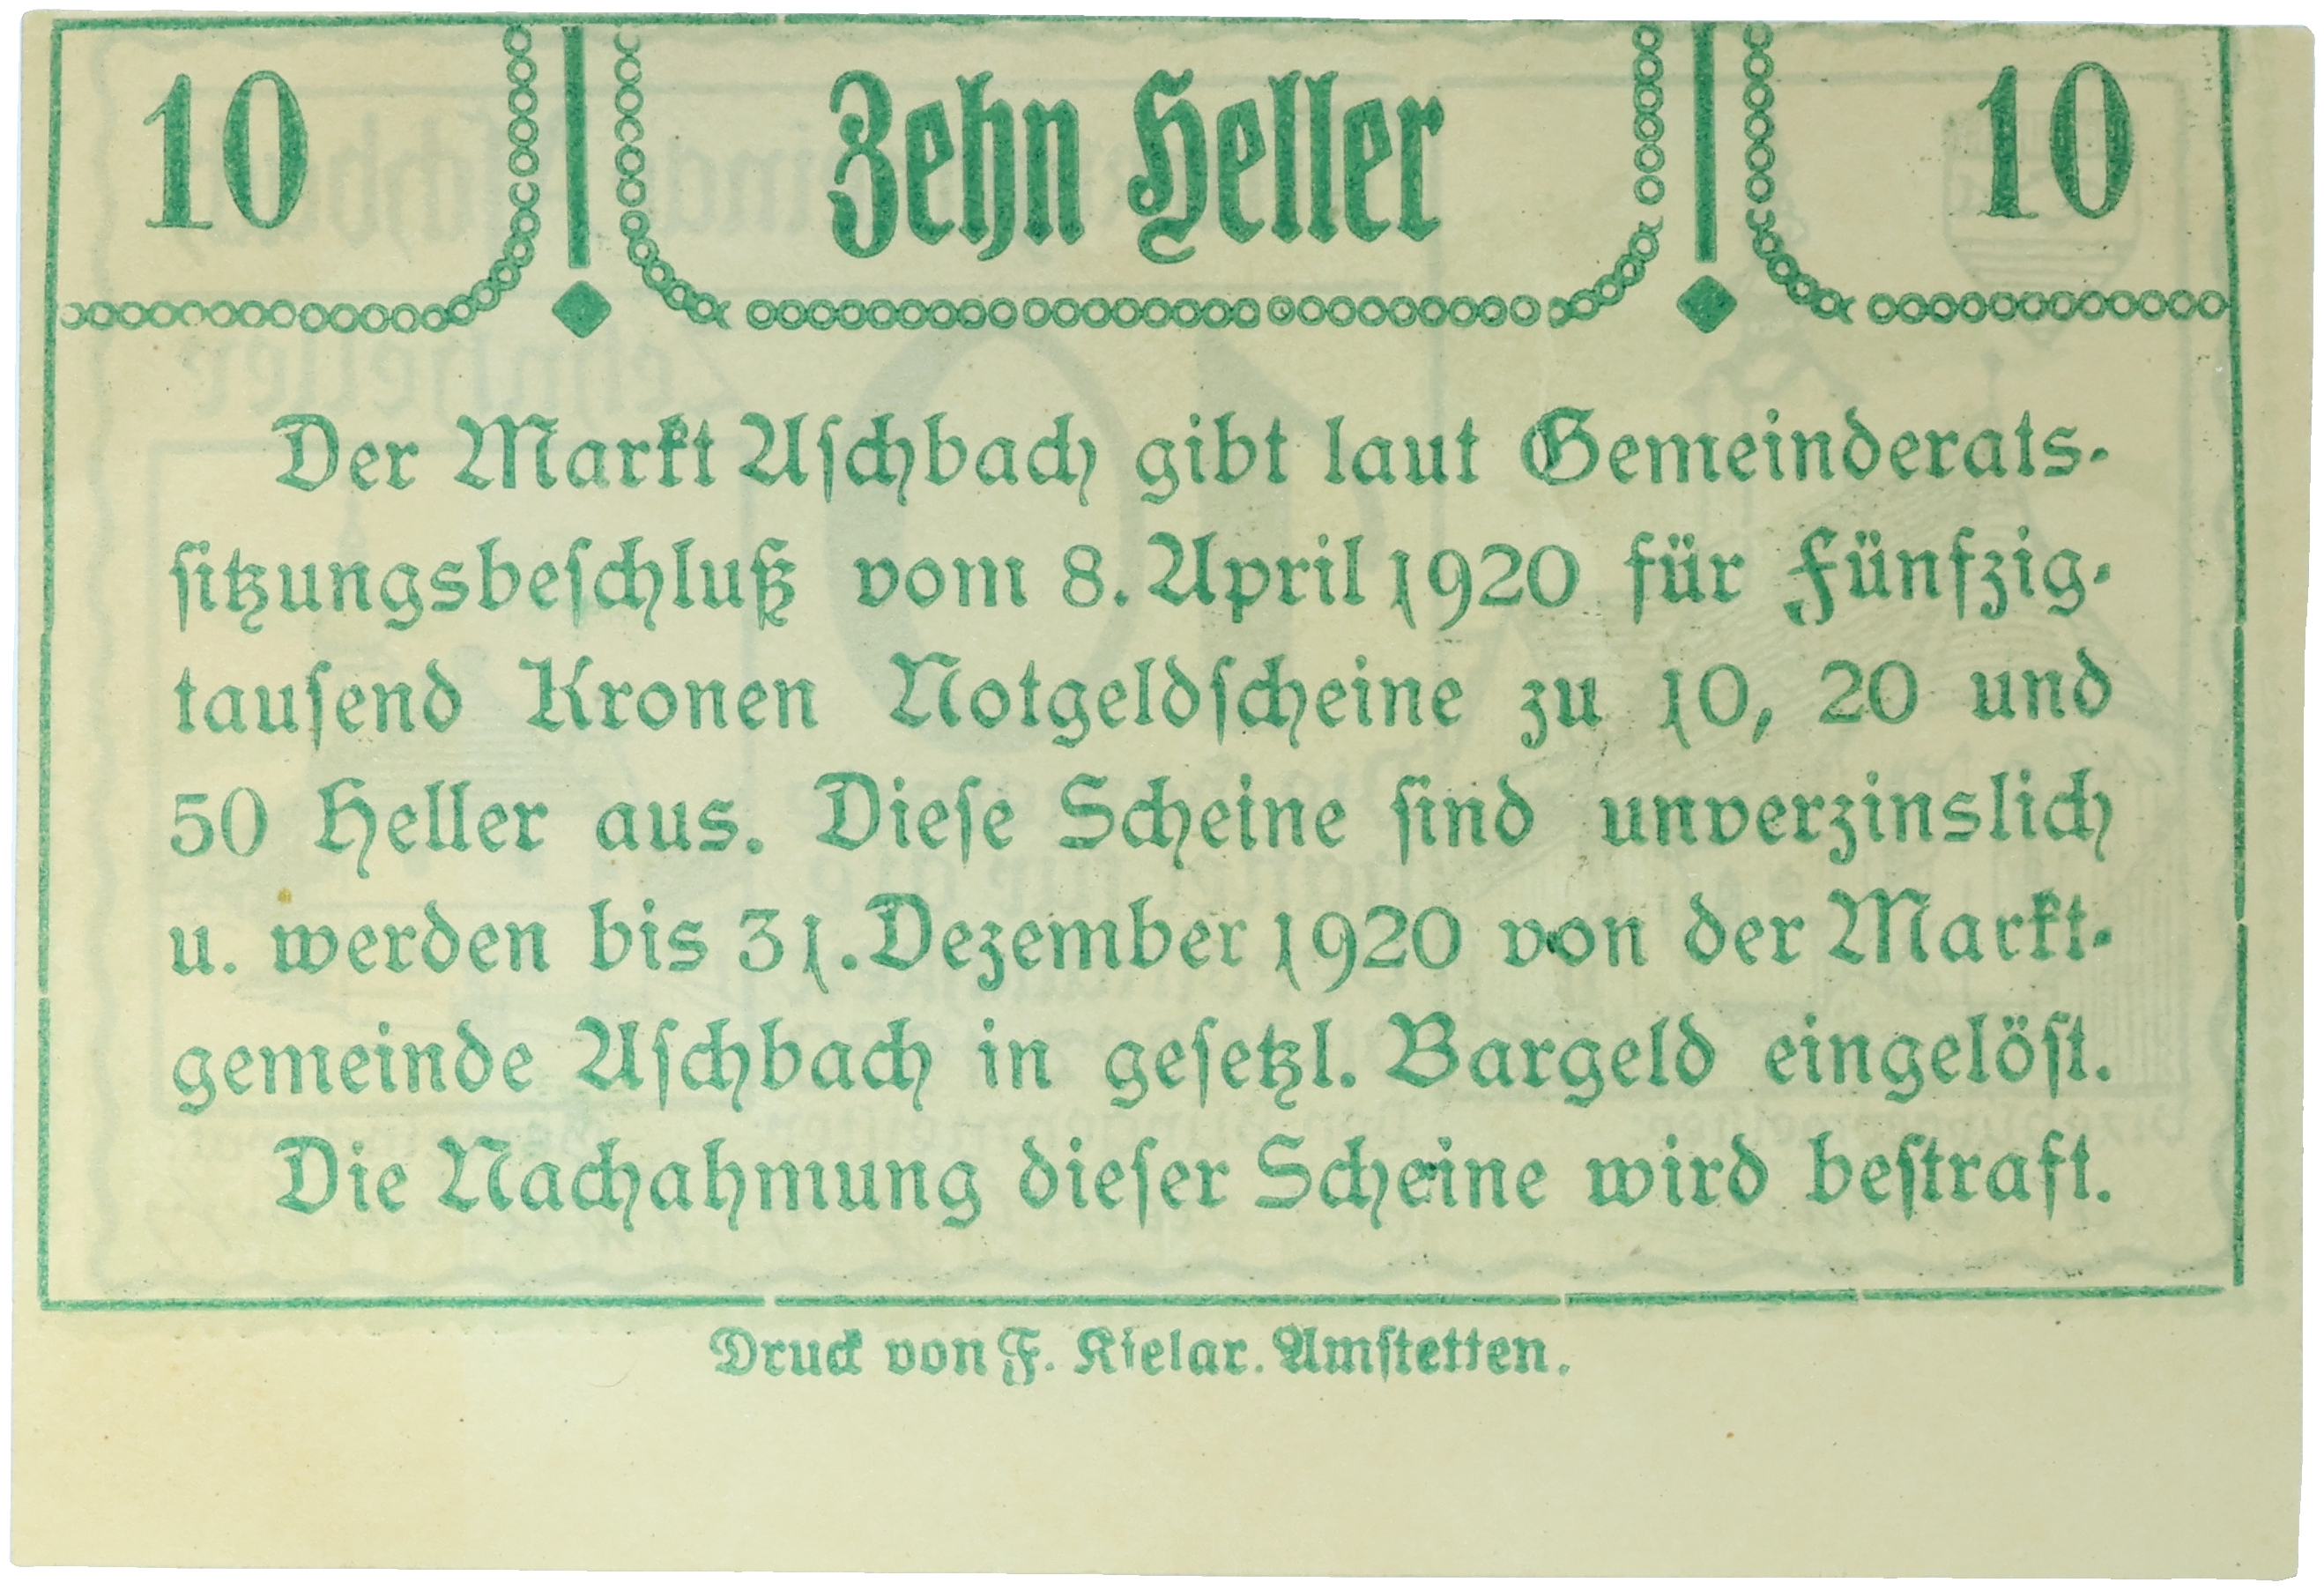 10 Zehn Heller 10
Der Markt Aschbach gibt laut Gemeinderats-
sitzungsbeschluß vom 8. April 1920 für Fünfzig-
tausend Kronen Notgeldscheine zu 10, 20 und
50 Heller aus. Diese Scheine sind unverzinslich
u. werden bis 31. Dezember 1920 von der Markt-
gemeinde Aschbach in gesetzl. Bargeld eingelöst.
Die Nachahmung dieser Scheine wird bestraft.
Druck von F. Kielar. Amstetten.